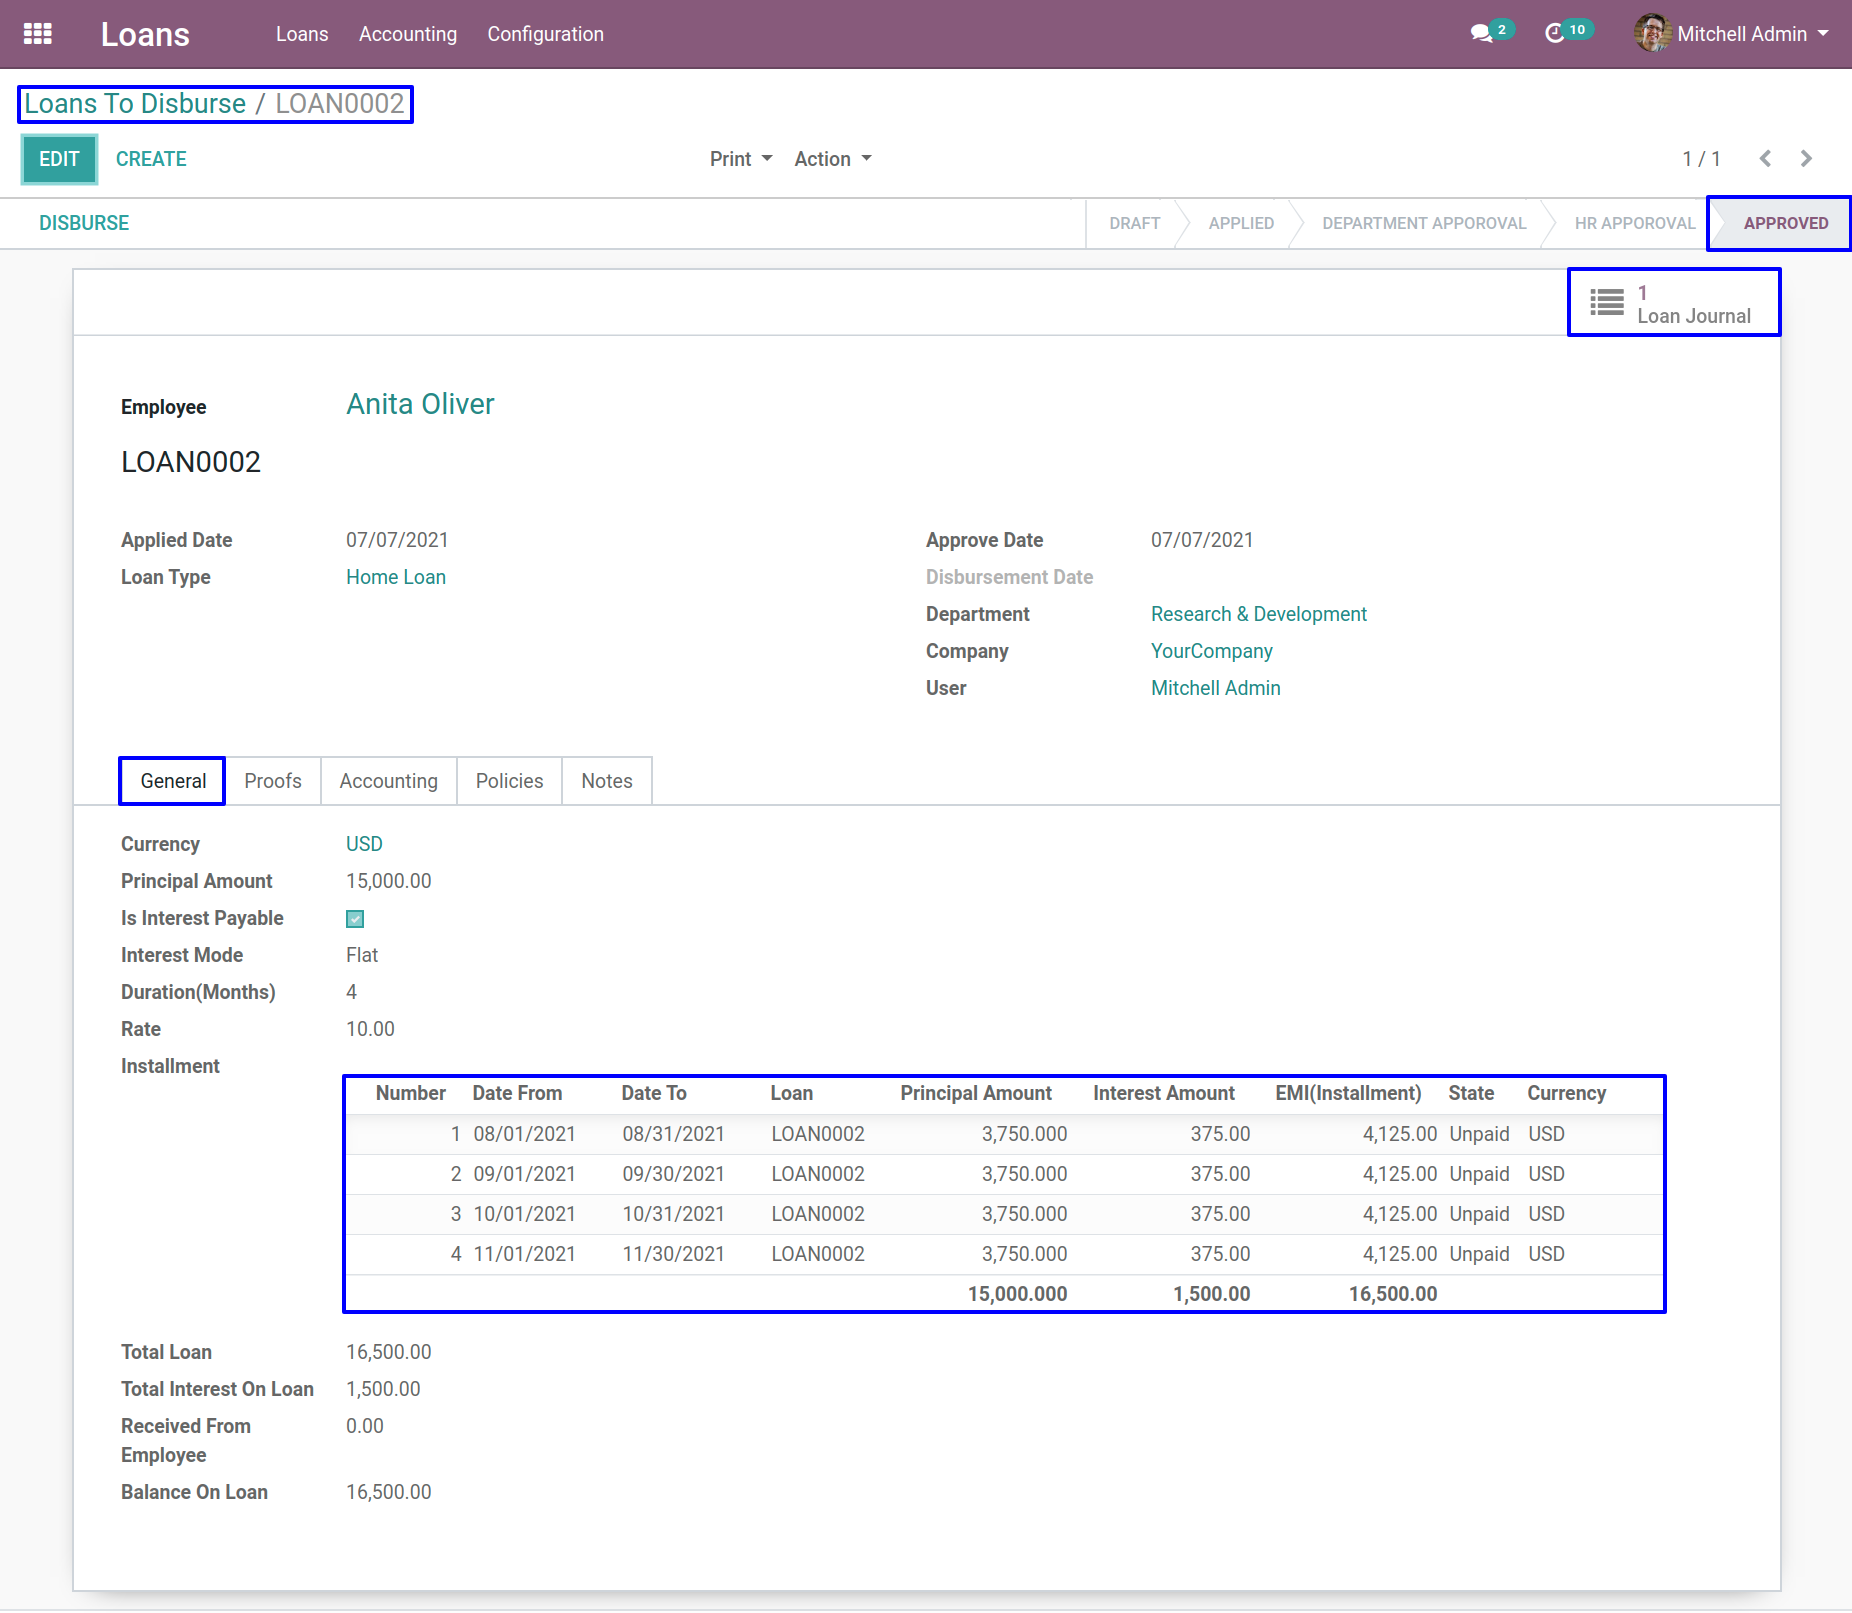 Loans Loans Accounting Configuration 2 10 Mitchell Admin
Loans To Disburse / LOAN0002
EDIT CREATE Print Action 1 / 1
DISBURSE DRAFT APPLIED DEPARTMENT APPOROVAL HR APPOROVAL APPROVED
1
Loan Journal
Employee Anita Oliver
LOAN0002
Applied Date 07/07/2021 Approve Date 07/07/2021
Loan Type Home Loan Disbursement Date
Department Research & Development
Company YourCompany
User Mitchell Admin
General Proofs Accounting Policies Notes
Currency USD
Principal Amount 15,000.00
Is Interest Payable
Interest Mode Flat
Duration(Months) 4
Rate 10.00
Installment
Number Date From Date To Loan Principal Amount Interest Amount EMI(Installment) State Currency
1 08/01/2021 08/31/2021 LOAN0002 3,750.000 375.00 4,125.00 Unpaid USD
2 09/01/2021 09/30/2021 LOAN0002 3,750.000 375.00 4,125.00 Unpaid USD
3 10/01/2021 10/31/2021 LOAN0002 3,750.000 375.00 4,125.00 Unpaid USD
4 11/01/2021 11/30/2021 LOAN0002 3,750.000 375.00 4,125.00 Unpaid USD
15,000.000 1,500.00 16,500.00
Total Loan 16,500.00
Total Interest On Loan 1,500.00
Received From 0.00
Employee
Balance On Loan 16,500.00